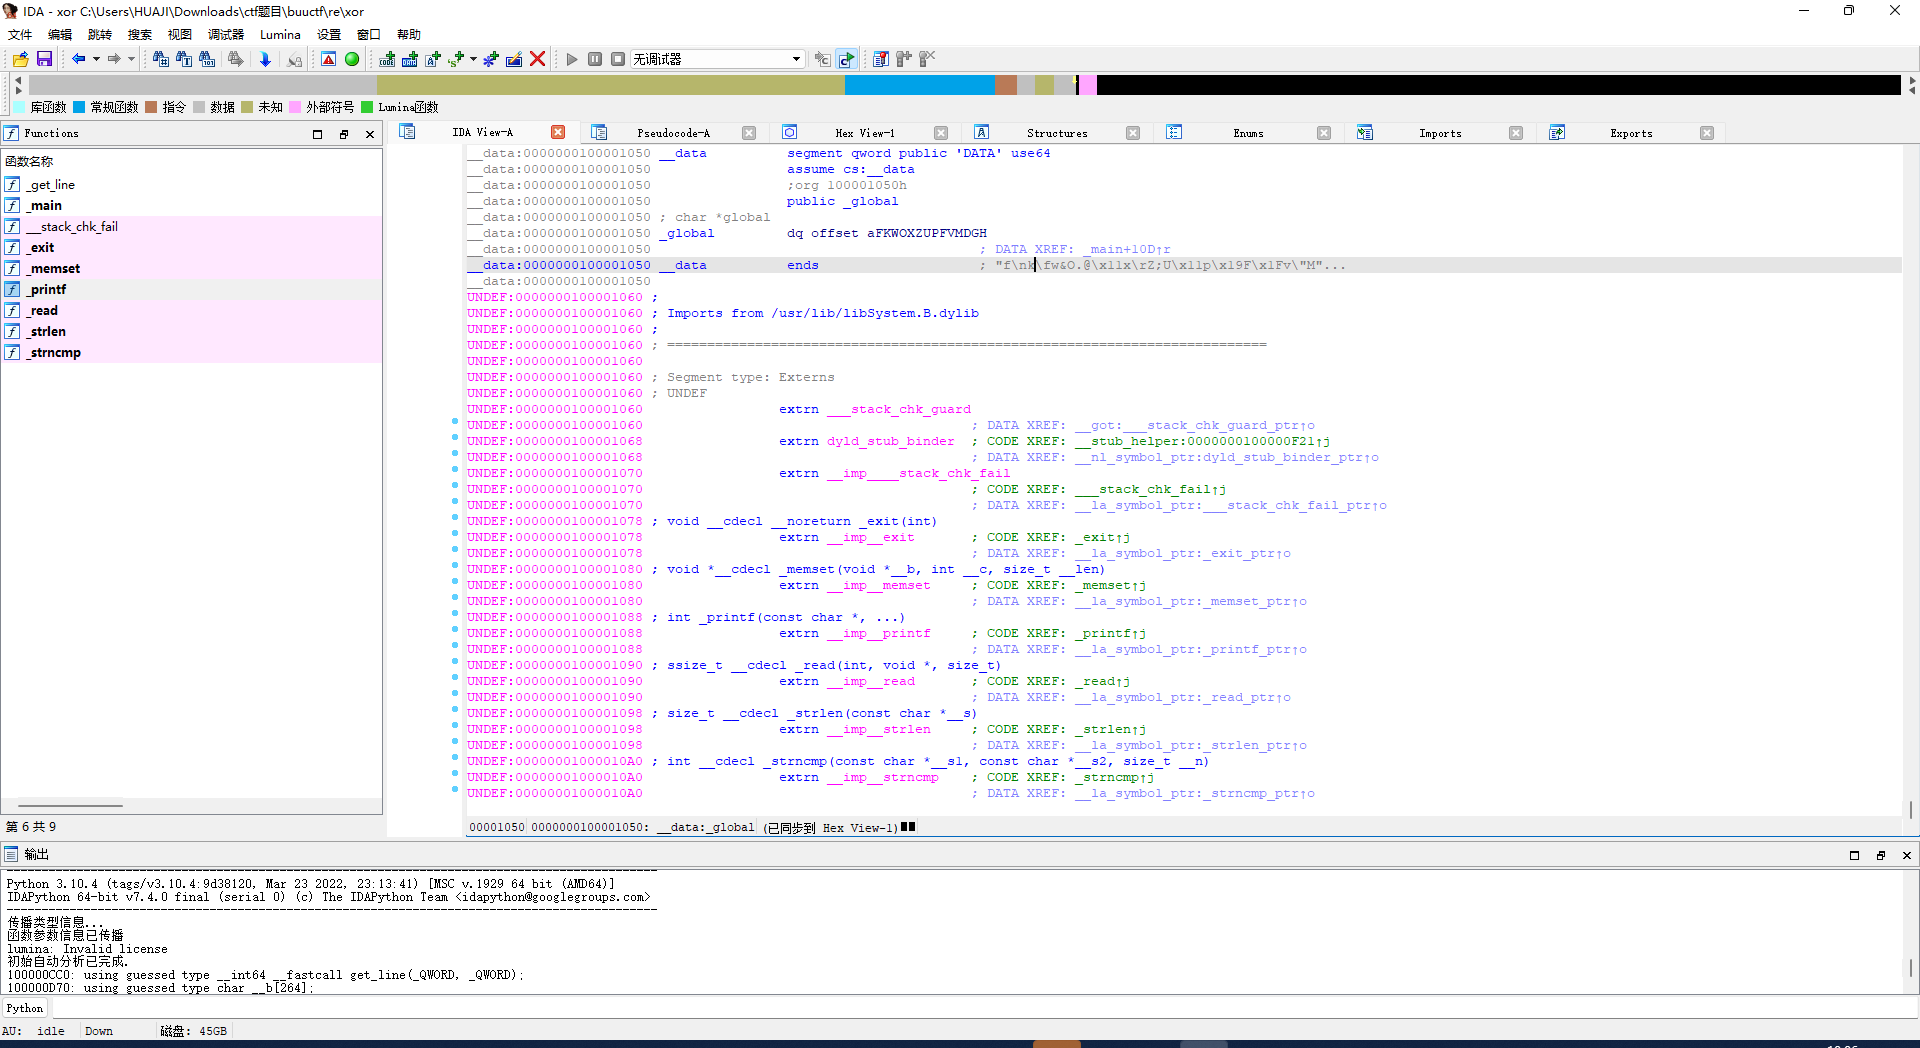 IDA - xor C:\Users\HUAJI\Downloads\ctf题目\buuctf\re\xor
文件 编辑 跳转 搜索 视图 调试器 Lumina 设置 窗口 帮助
无调试器
库函数 常规函数 指令 数据 未知 外部符号 Lumina函数
Functions
函数名称
_get_line
_main
___stack_chk_fail
_exit
_memset
_printf
_read
_strlen
_strncmp
第 6 共 9
IDA View-A Pseudocode-A Hex View-1 Structures Enums Imports Exports
__data:0000000100001050 __data segment qword public 'DATA' use64
__data:0000000100001050 assume cs:__data
__data:0000000100001050 ;org 100001050h
__data:0000000100001050 public _global
__data:0000000100001050 ; char *global
__data:0000000100001050 _global dq offset aFKWOXZUPFVMDGH
__data:0000000100001050 ; DATA XREF: _main+10D↑r
__data:0000000100001050 __data ends ; "f\nk\fw&O.@\x11x\rZ;U\x11p\x19F\x1Fv\"M"...
__data:0000000100001050
UNDEF:0000000100001060 ;
UNDEF:0000000100001060 ; Imports from /usr/lib/libSystem.B.dylib
UNDEF:0000000100001060 ;
UNDEF:0000000100001060 ; ===========================================================================
UNDEF:0000000100001060
UNDEF:0000000100001060 ; Segment type: Externs
UNDEF:0000000100001060 ; UNDEF
UNDEF:0000000100001060 extrn ___stack_chk_guard
UNDEF:0000000100001060 ; DATA XREF: __got:___stack_chk_guard_ptr↑o
UNDEF:0000000100001068 extrn dyld_stub_binder ; CODE XREF: __stub_helper:0000000100000F21↑j
UNDEF:0000000100001068 ; DATA XREF: __nl_symbol_ptr:dyld_stub_binder_ptr↑o
UNDEF:0000000100001070 extrn __imp____stack_chk_fail
UNDEF:0000000100001070 ; CODE XREF: ___stack_chk_fail↑j
UNDEF:0000000100001070 ; DATA XREF: __la_symbol_ptr:___stack_chk_fail_ptr↑o
UNDEF:0000000100001078 ; void __cdecl __noreturn _exit(int)
UNDEF:0000000100001078 extrn __imp__exit ; CODE XREF: _exit↑j
UNDEF:0000000100001078 ; DATA XREF: __la_symbol_ptr:_exit_ptr↑o
UNDEF:0000000100001080 ; void *__cdecl _memset(void *__b, int __c, size_t __len)
UNDEF:0000000100001080 extrn __imp__memset ; CODE XREF: _memset↑j
UNDEF:0000000100001080 ; DATA XREF: __la_symbol_ptr:_memset_ptr↑o
UNDEF:0000000100001088 ; int _printf(const char *, ...)
UNDEF:0000000100001088 extrn __imp__printf ; CODE XREF: _printf↑j
UNDEF:0000000100001088 ; DATA XREF: __la_symbol_ptr:_printf_ptr↑o
UNDEF:0000000100001090 ; ssize_t __cdecl _read(int, void *, size_t)
UNDEF:0000000100001090 extrn __imp__read ; CODE XREF: _read↑j
UNDEF:0000000100001090 ; DATA XREF: __la_symbol_ptr:_read_ptr↑o
UNDEF:0000000100001098 ; size_t __cdecl _strlen(const char *__s)
UNDEF:0000000100001098 extrn __imp__strlen ; CODE XREF: _strlen↑j
UNDEF:0000000100001098 ; DATA XREF: __la_symbol_ptr:_strlen_ptr↑o
UNDEF:00000001000010A0 ; int __cdecl _strncmp(const char *__s1, const char *__s2, size_t __n)
UNDEF:00000001000010A0 extrn __imp__strncmp ; CODE XREF: _strncmp↑j
UNDEF:00000001000010A0 ; DATA XREF: __la_symbol_ptr:_strncmp_ptr↑o
00001050 0000000100001050: __data:_global (已同步到 Hex View-1)
输出
Python 3.10.4 (tags/v3.10.4:9d38120, Mar 23 2022, 23:13:41) [MSC v.1929 64 bit (AMD64)]
IDAPython 64-bit v7.4.0 final (serial 0) (c) The IDAPython Team <idapython@googlegroups.com>
传播类型信息...
函数参数信息已传播
lumina: Invalid license
初始自动分析已完成.
100000CC0: using guessed type __int64 __fastcall get_line(_QWORD, _QWORD);
100000D70: using guessed type char __b[264];
Python
AU: idle Down 磁盘: 45GB